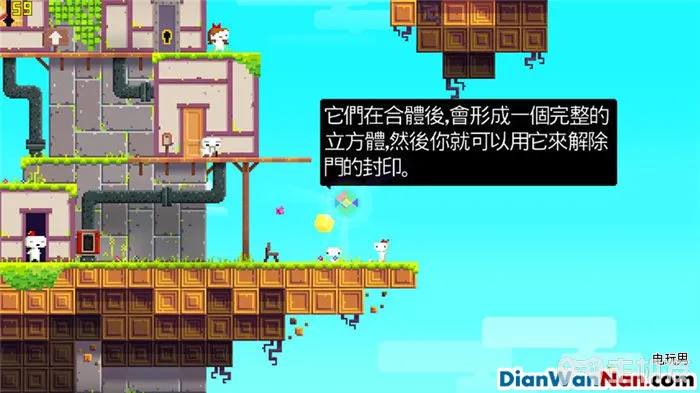 59
它們在合體後,會形成一個完整的
立方體,然後你就可以用它來解除
門的封印。
电玩男
DianWanNan.com